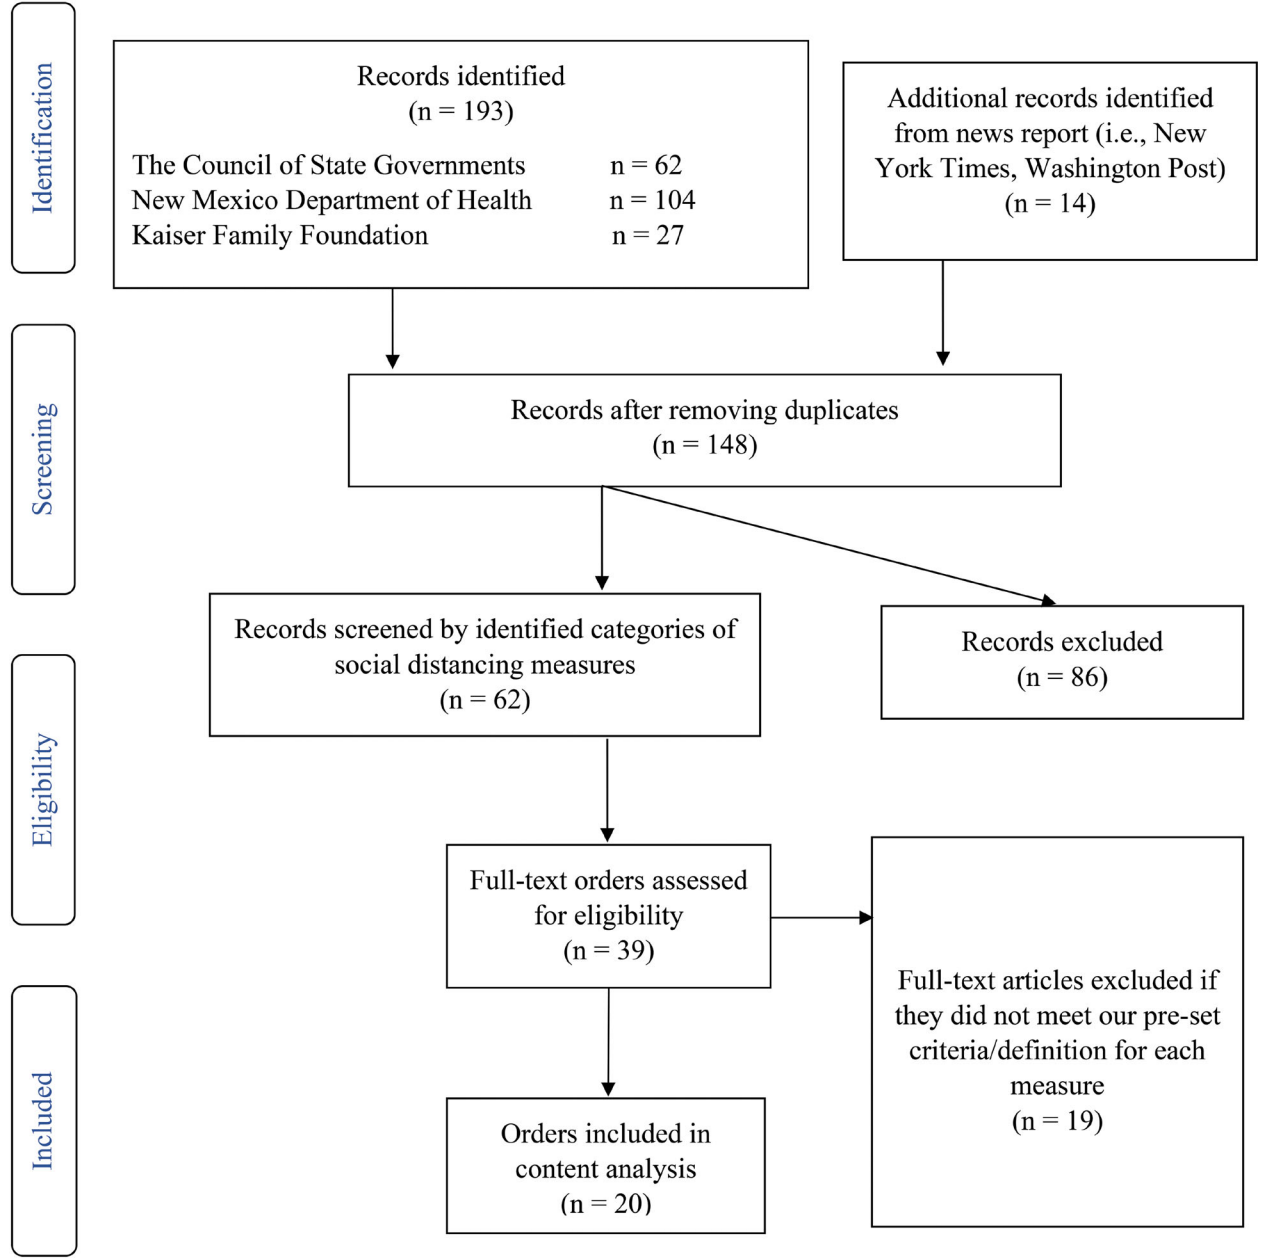 Identification
Records identified
(n = 193)
The Council of State Governments n = 62
New Mexico Department of Health n = 104
Kaiser Family Foundation n = 27
Additional records identified
from news report (i.e., New
York Times, Washington Post)
(n = 14)
Screening
Records after removing duplicates
(n = 148)
Records screened by identified categories of
social distancing measures
(n = 62)
Records excluded
(n = 86)
Eligibility
Full-text orders assessed
for eligibility
(n = 39)
Full-text articles excluded if
they did not meet our pre-set
criteria/definition for each
measure
(n = 19)
Included
Orders included in
content analysis
(n = 20)